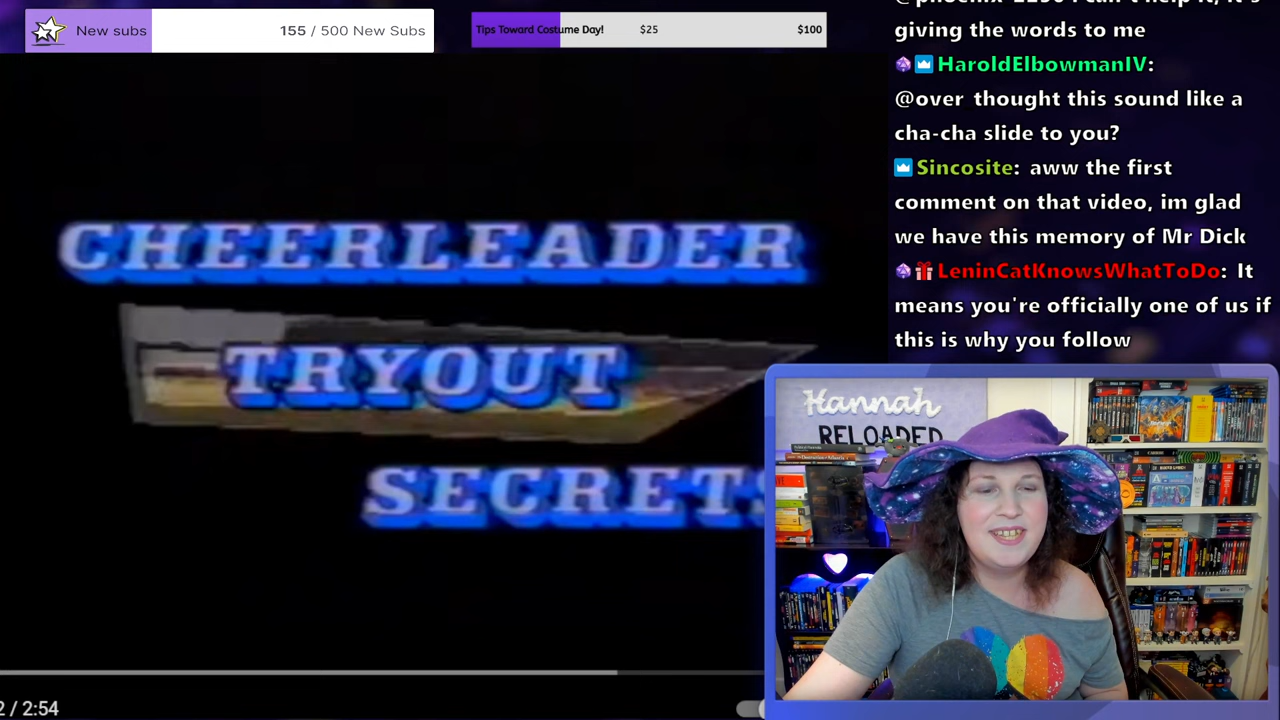 New subs 155 / 500 New Subs
Tips Toward Costume Day! $25 $100
giving the words to me
HaroldElbowmanIV:
@over thought this sound like a
cha-cha slide to you?
Sincosite: aww the first
comment on that video, im glad
we have this memory of Mr Dick
LeninCatKnowsWhatToDo: It
means you're officially one of us if
this is why you follow
CHEERLEADER
TRYOUT
SECRETS
Hannah
RELOADED
2 / 2:54